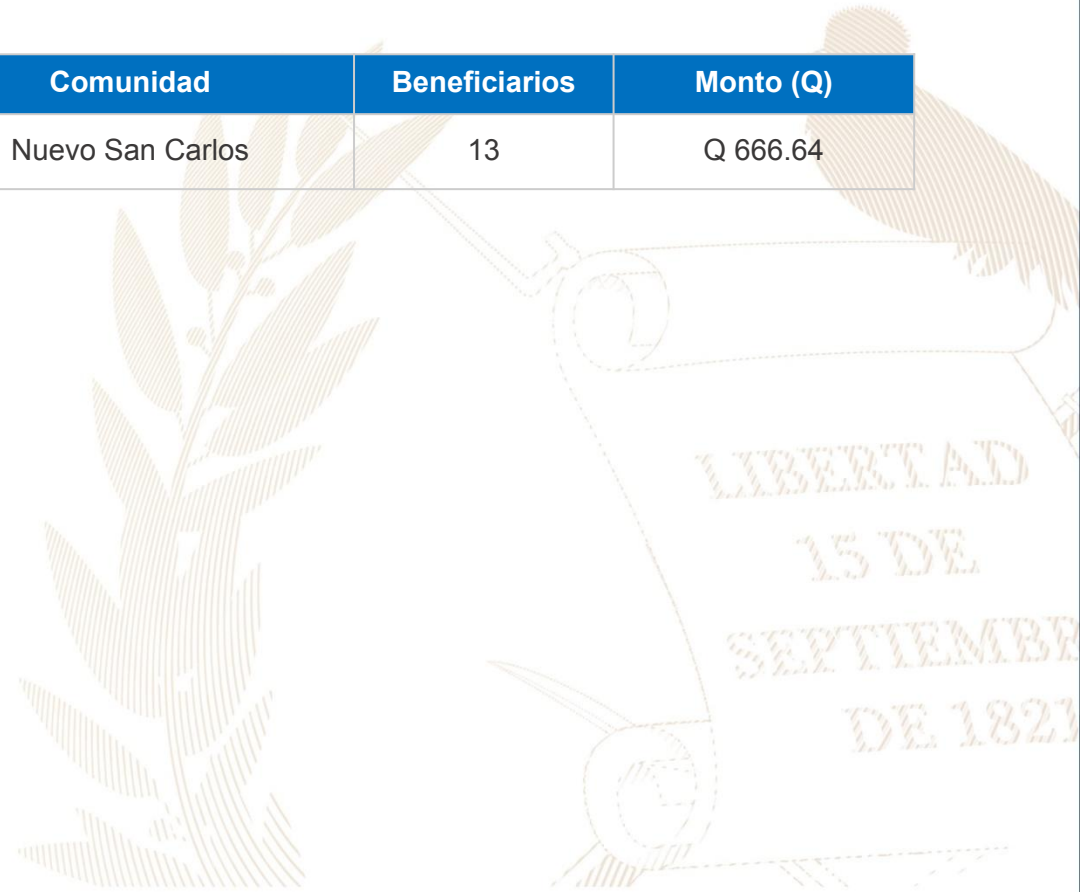 Comunidad Beneficiarios Monto (Q)
Nuevo San Carlos 13 Q 666.64
LIBERTAD
15 DE
SEPTIEMBRE
DE 1821